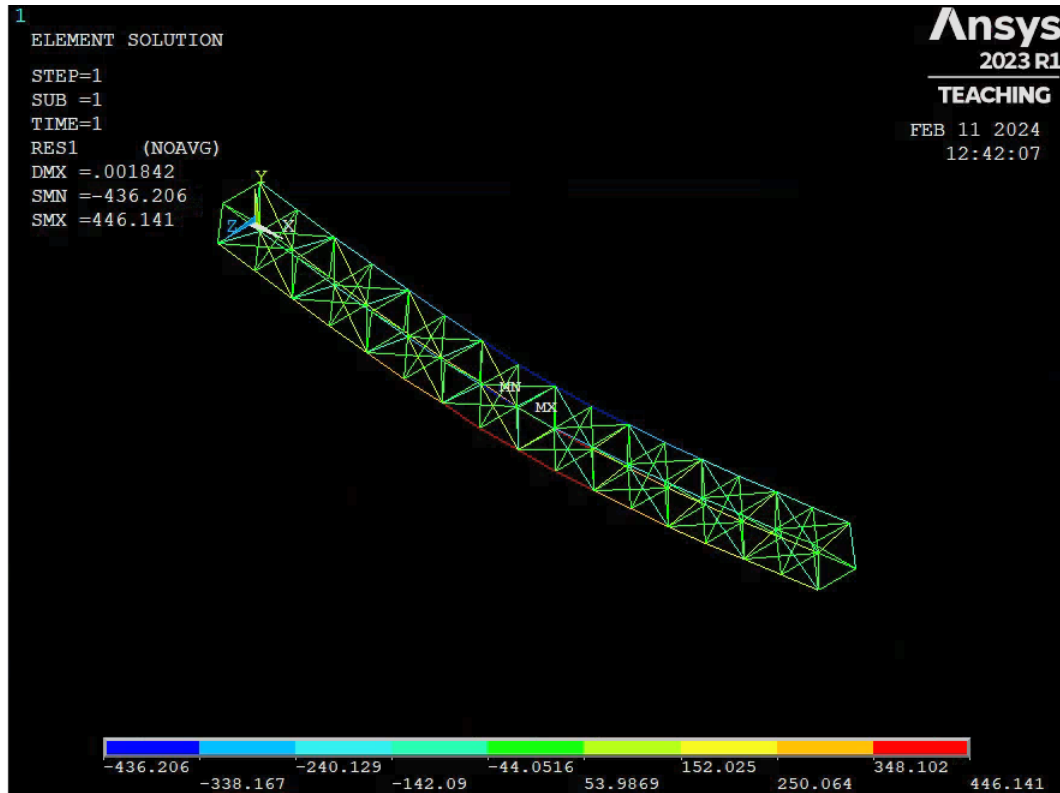 1
ELEMENT SOLUTION
STEP=1
SUB =1
TIME=1
RES1 (NOAVG)
DMX =.001842
SMN =-436.206
SMX =446.141
Ansys
2023 R1
TEACHING
FEB 11 2024
12:42:07
Y
Z X
MN
MX
-436.206 -240.129 -44.0516 152.025 348.102
-338.167 -142.09 53.9869 250.064 446.141